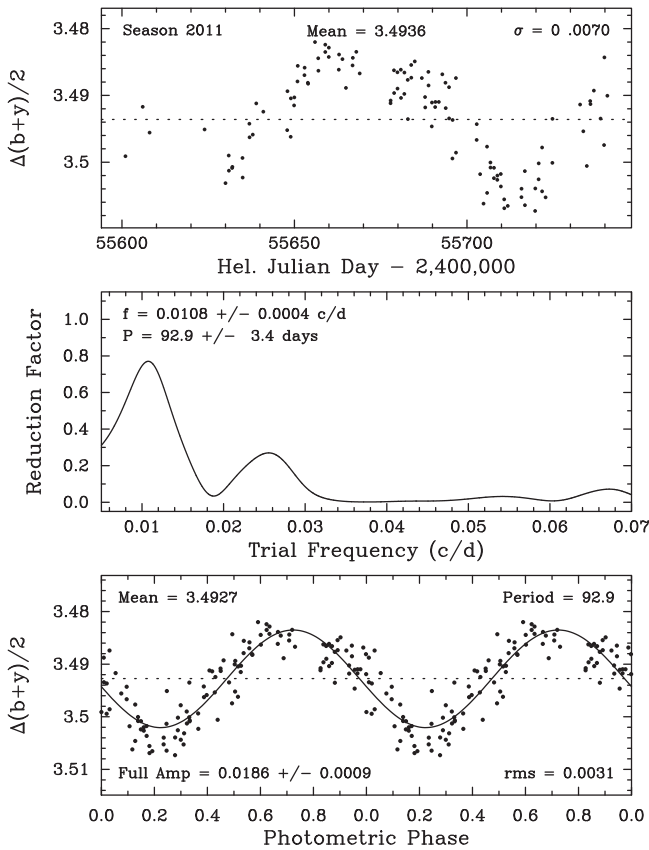 Season 2011 Mean = 3.4936 σ = 0 .0070
3.48
3.49
3.5
Δ(b+y)/2
55600 55650 55700
Hel. Julian Day − 2,400,000
f = 0.0108 +/− 0.0004 c/d
P = 92.9 +/− 3.4 days
1.0
0.8
0.6
0.4
0.2
0.0
Reduction Factor
0.01 0.02 0.03 0.04 0.05 0.06 0.07
Trial Frequency (c/d)
Mean = 3.4927 Period = 92.9
3.48
3.49
3.5
3.51
Δ(b+y)/2
Full Amp = 0.0186 +/− 0.0009 rms = 0.0031
0.0 0.2 0.4 0.6 0.8 0.0 0.2 0.4 0.6 0.8 0.0
Photometric Phase